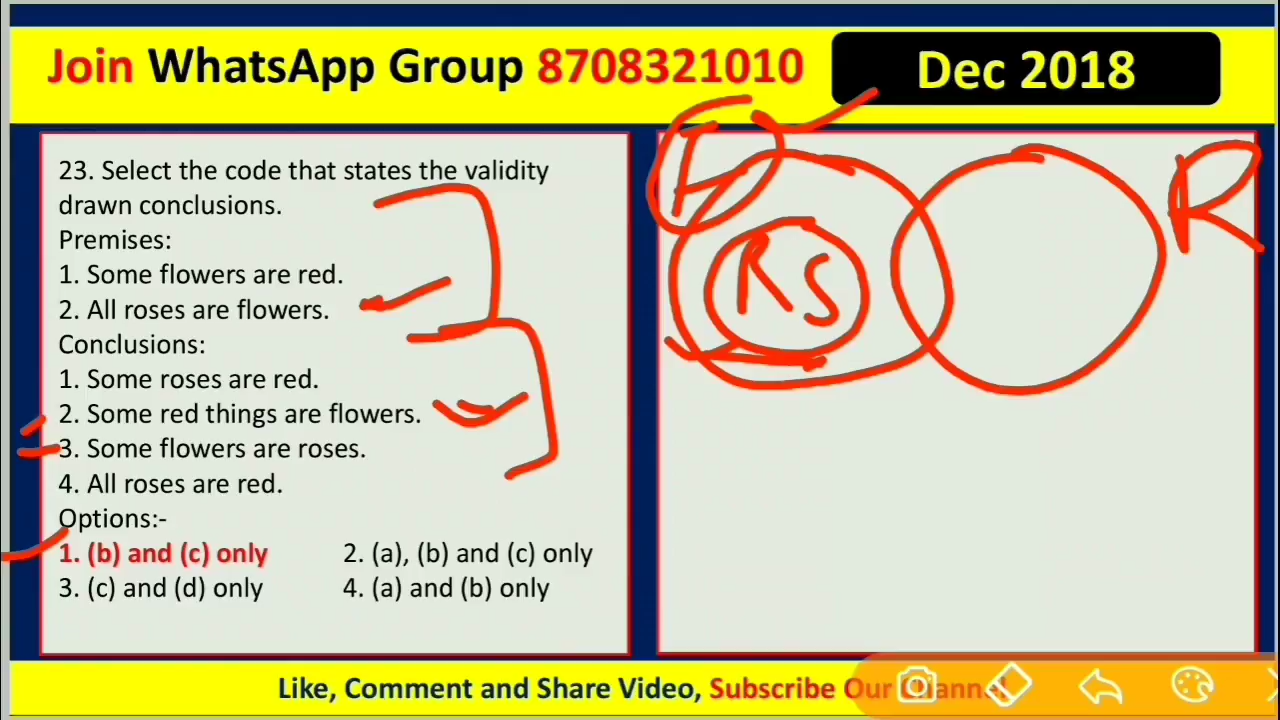 Join WhatsApp Group 8708321010
Dec 2018
23. Select the code that states the validity
drawn conclusions.
Premises:
1. Some flowers are red.
2. All roses are flowers.
Conclusions:
1. Some roses are red.
2. Some red things are flowers.
3. Some flowers are roses.
4. All roses are red.
Options:-
1. (b) and (c) only
2. (a), (b) and (c) only
3. (c) and (d) only
4. (a) and (b) only
F
RS
R
Like, Comment and Share Video, Subscribe Our Channel